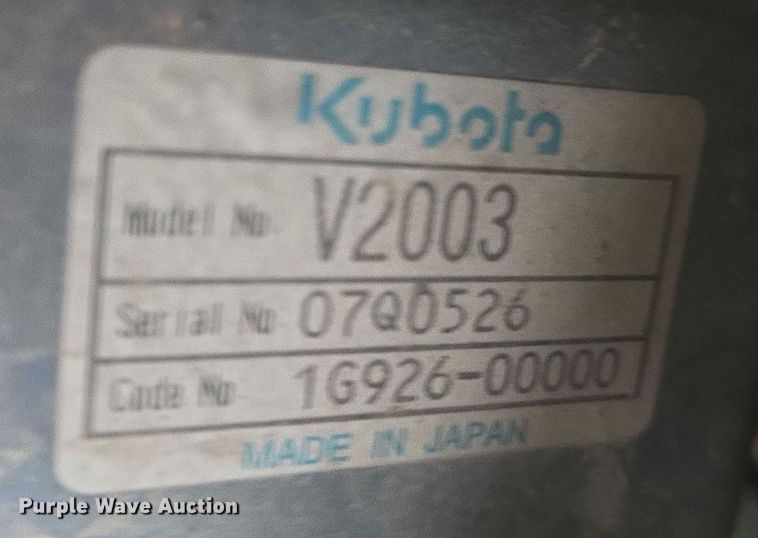 Kubota
Model No V2003
Serial No 07Q0526
Code No 1G926-00000
MADE IN JAPAN
Purple Wave Auction